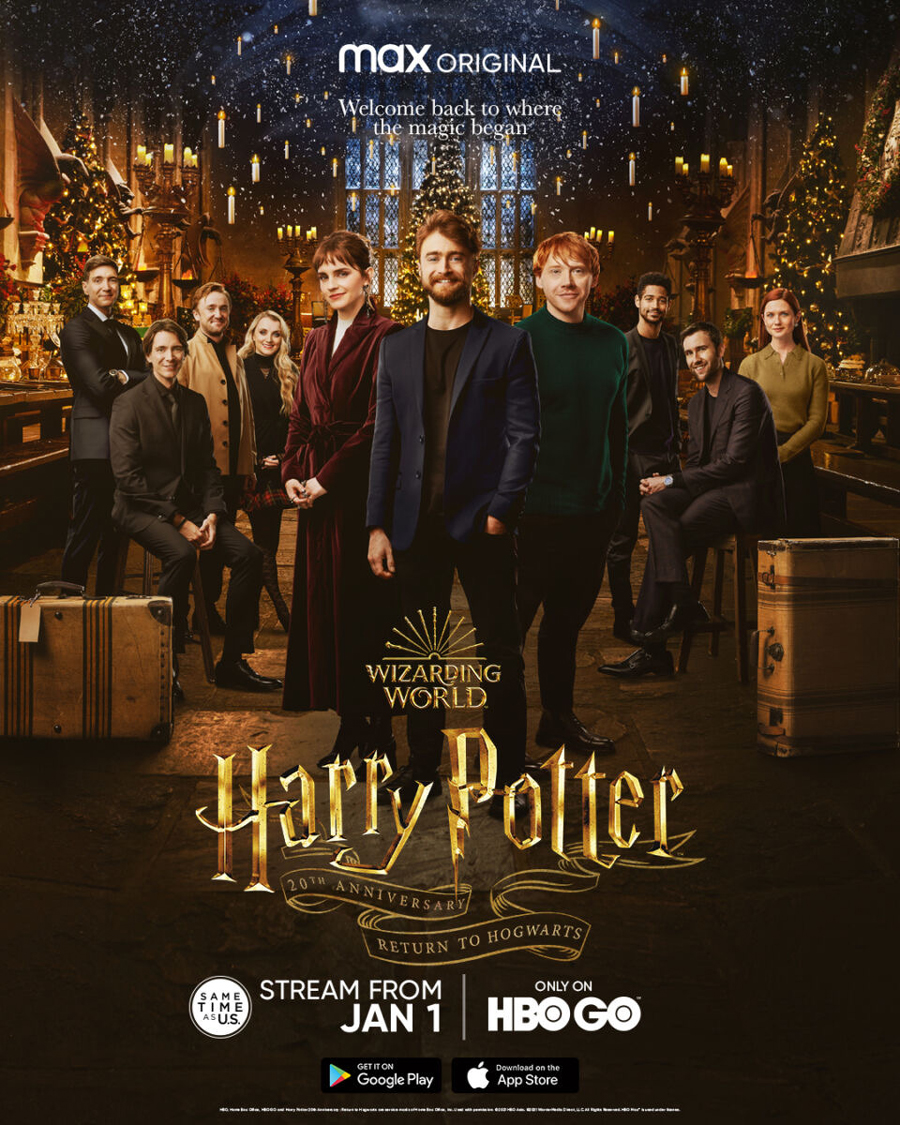 max ORIGINAL
Welcome back to where
the magic began
WIZARDING
WORLD
Harry Potter
20TH ANNIVERSARY
RETURN TO HOGWARTS
SAME
TIME
AS U.S.
STREAM FROM
JAN 1
ONLY ON
HBO GO
GET IT ON
Google Play
Download on the
App Store